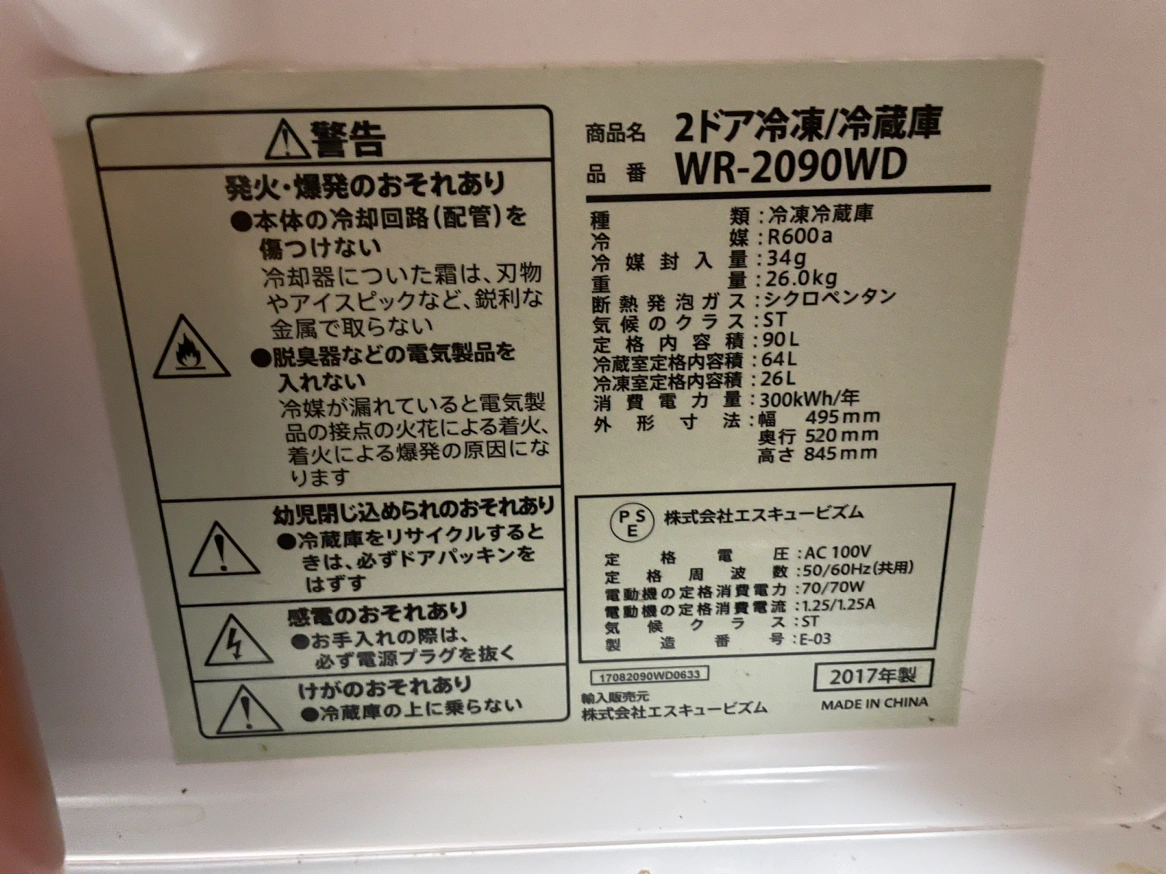 警告
発火・爆発のおそれあり
●本体の冷却回路(配管)を
傷つけない
冷却器についた霜は、刃物
やアイスピックなど、鋭利な
金属で取らない
●脱臭器などの電気製品を
入れない
冷媒が漏れていると電気製
品の接点の火花による着火、
着火による爆発の原因にな
ります
幼児閉じ込められのおそれあり
●冷蔵庫をリサイクルすると
きは、必ずドアパッキンを
はずす
感電のおそれあり
●お手入れの際は、
必ず電源プラグを抜く
けがのおそれあり
●冷蔵庫の上に乗らない
商品名 2ドア冷凍/冷蔵庫
品番 WR-2090WD
種類:冷凍冷蔵庫
冷媒:R600a
冷媒封入量:34g
重量:26.0kg
断熱発泡ガス:シクロペンタン
気候のクラス:ST
定格内容積:90L
冷蔵室定格内容積:64L
冷凍室定格内容積:26L
消費電力量:300kWh/年
外形寸法:幅 495mm
奥行 520mm
高さ 845mm
PSE 株式会社エスキュービズム
定格電圧:AC 100V
定格周波数:50/60Hz(共用)
電動機の定格消費電力:70/70W
電動機の定格消費電流:1.25/1.25A
気候クラス:ST
製造番号:E-03
17082090WD0633
2017年製
輸入販売元
株式会社エスキュービズム
MADE IN CHINA